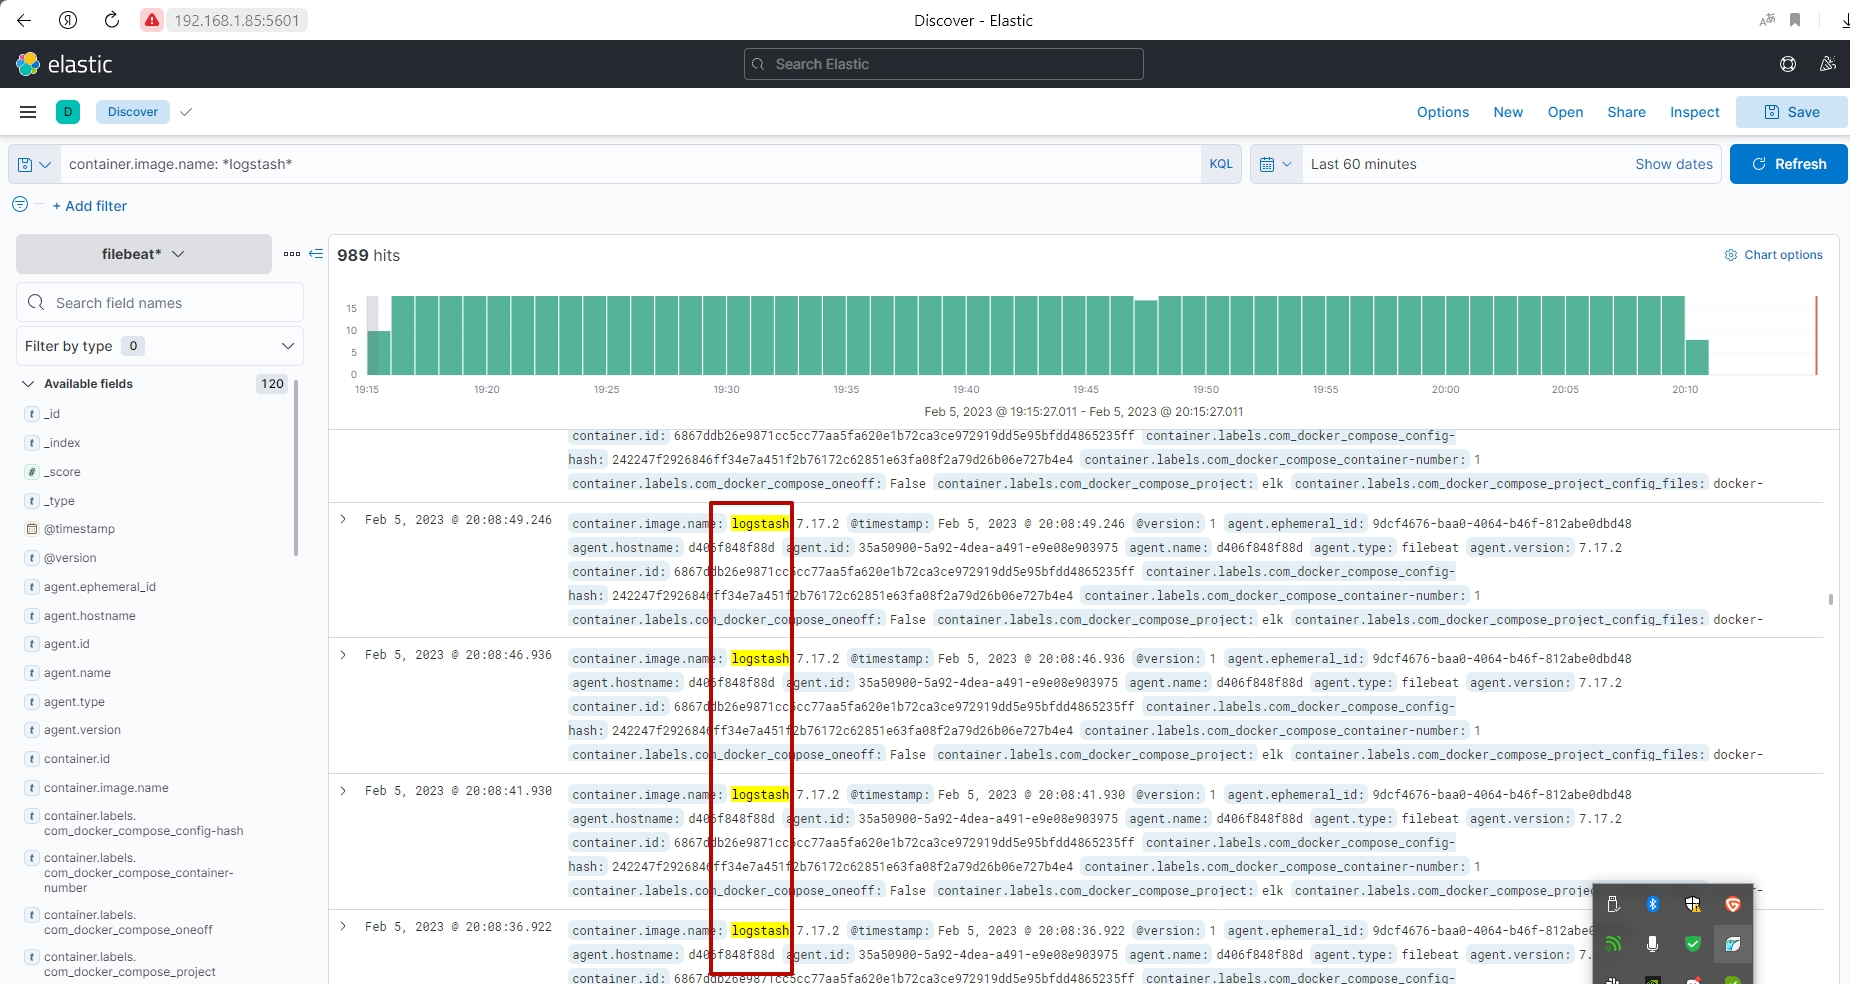 192.168.1.85:5601
Discover - Elastic
elastic
Search Elastic
D
Discover
Options
New
Open
Share
Inspect
Save
container.image.name: *logstash*
KQL
Last 60 minutes
Show dates
Refresh
+ Add filter
filebeat*
989 hits
Chart options
Search field names
Filter by type 0
Available fields
120
t _id
t _index
# _score
t _type
@timestamp
t @version
t agent.ephemeral_id
t agent.hostname
t agent.id
t agent.name
t agent.type
t agent.version
t container.id
t container.image.name
t container.labels.
com_docker_compose_config-hash
t container.labels.
com_docker_compose_container-
number
t container.labels.
com_docker_compose_oneoff
t container.labels.
com_docker_compose_project
15
10
5
0
19:15
19:20
19:25
19:30
19:35
19:40
19:45
19:50
19:55
20:00
20:05
20:10
Feb 5, 2023 @ 19:15:27.011 - Feb 5, 2023 @ 20:15:27.011
container.id: 6867ddb26e9871cc5cc77aa5fa620e1b72ca3ce972919dd5e95bfdd4865235ff container.labels.com_docker_compose_config-
hash: 242247f2926846ff34e7a451f2b76172c62851e63fa08f2a79d26b06e727b4e4 container.labels.com_docker_compose_container-number: 1
container.labels.com_docker_compose_oneoff: False container.labels.com_docker_compose_project: elk container.labels.com_docker_compose_project_config_files: docker-
Feb 5, 2023 @ 20:08:49.246
container.image.name: logstash 7.17.2 @timestamp: Feb 5, 2023 @ 20:08:49.246 @version: 1 agent.ephemeral_id: 9dcf4676-baa0-4064-b46f-812abe0dbd48
agent.hostname: d406f848f88d agent.id: 35a50900-5a92-4dea-a491-e9e08e903975 agent.name: d406f848f88d agent.type: filebeat agent.version: 7.17.2
container.id: 6867ddb26e9871cc5cc77aa5fa620e1b72ca3ce972919dd5e95bfdd4865235ff container.labels.com_docker_compose_config-
hash: 242247f2926846ff34e7a451f2b76172c62851e63fa08f2a79d26b06e727b4e4 container.labels.com_docker_compose_container-number: 1
container.labels.com_docker_compose_oneoff: False container.labels.com_docker_compose_project: elk container.labels.com_docker_compose_project_config_files: docker-
Feb 5, 2023 @ 20:08:46.936
container.image.name: logstash 7.17.2 @timestamp: Feb 5, 2023 @ 20:08:46.936 @version: 1 agent.ephemeral_id: 9dcf4676-baa0-4064-b46f-812abe0dbd48
agent.hostname: d406f848f88d agent.id: 35a50900-5a92-4dea-a491-e9e08e903975 agent.name: d406f848f88d agent.type: filebeat agent.version: 7.17.2
container.id: 6867ddb26e9871cc5cc77aa5fa620e1b72ca3ce972919dd5e95bfdd4865235ff container.labels.com_docker_compose_config-
hash: 242247f2926846ff34e7a451f2b76172c62851e63fa08f2a79d26b06e727b4e4 container.labels.com_docker_compose_container-number: 1
container.labels.com_docker_compose_oneoff: False container.labels.com_docker_compose_project: elk container.labels.com_docker_compose_project_config_files: docker-
Feb 5, 2023 @ 20:08:41.930
container.image.name: logstash 7.17.2 @timestamp: Feb 5, 2023 @ 20:08:41.930 @version: 1 agent.ephemeral_id: 9dcf4676-baa0-4064-b46f-812abe0dbd48
agent.hostname: d406f848f88d agent.id: 35a50900-5a92-4dea-a491-e9e08e903975 agent.name: d406f848f88d agent.type: filebeat agent.version: 7.17.2
container.id: 6867ddb26e9871cc5cc77aa5fa620e1b72ca3ce972919dd5e95bfdd4865235ff container.labels.com_docker_compose_config-
hash: 242247f2926846ff34e7a451f2b76172c62851e63fa08f2a79d26b06e727b4e4 container.labels.com_docker_compose_container-number: 1
container.labels.com_docker_compose_oneoff: False container.labels.com_docker_compose_project: elk container.labels.com_docker_compose_proje
Feb 5, 2023 @ 20:08:36.922
container.image.name: logstash 7.17.2 @timestamp: Feb 5, 2023 @ 20:08:36.922 @version: 1 agent.ephemeral_id: 9dcf4676-baa0-4064-b46f-812abe0
agent.hostname: d406f848f88d agent.id: 35a50900-5a92-4dea-a491-e9e08e903975 agent.name: d406f848f88d agent.type: filebeat agent.version: 7.
container.id: 6867ddb26e9871cc5cc77aa5fa620e1b72ca3ce972919dd5e95bfdd4865235ff container.labels.com_docker_compose_config-